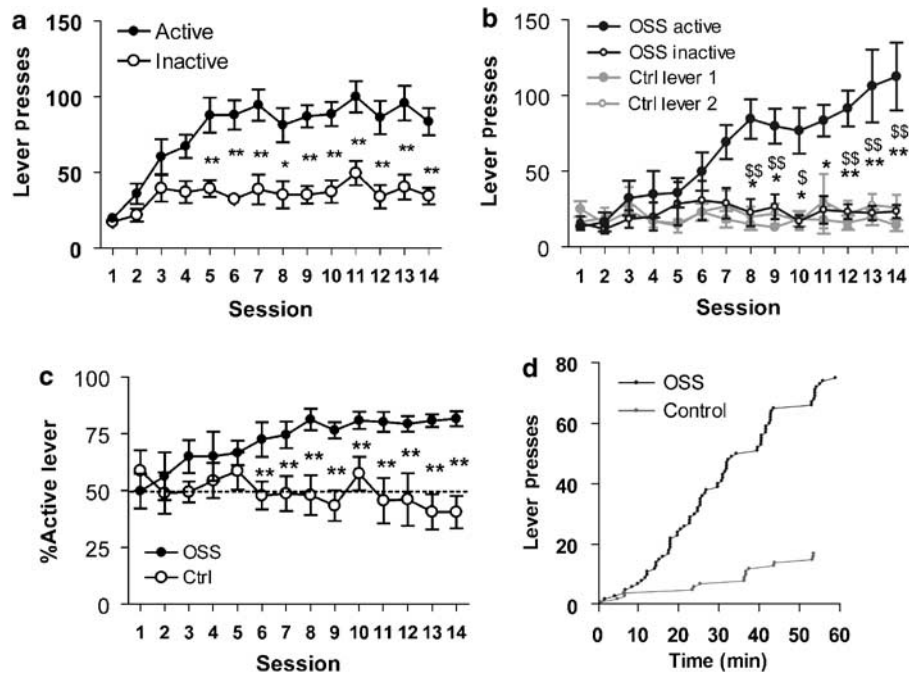 a
150
100
50
0
Lever presses
Active
Inactive
** ** ** * ** ** ** ** ** **
1 2 3 4 5 6 7 8 9 10 11 12 13 14
Session
b
150
100
50
0
Lever Presses
OSS active
OSS inactive
Ctrl lever 1
Ctrl lever 2
$$ $$ $ $$ $$ $$
* * * * ** ** **
1 2 3 4 5 6 7 8 9 10 11 12 13 14
Session
c
100
75
50
25
0
%Active lever
** ** ** ** ** ** ** ** **
OSS
Ctrl
1 2 3 4 5 6 7 8 9 10 11 12 13 14
Session
d
80
60
40
20
0
Lever presses
OSS
Control
0 10 20 30 40 50 60
Time (min)